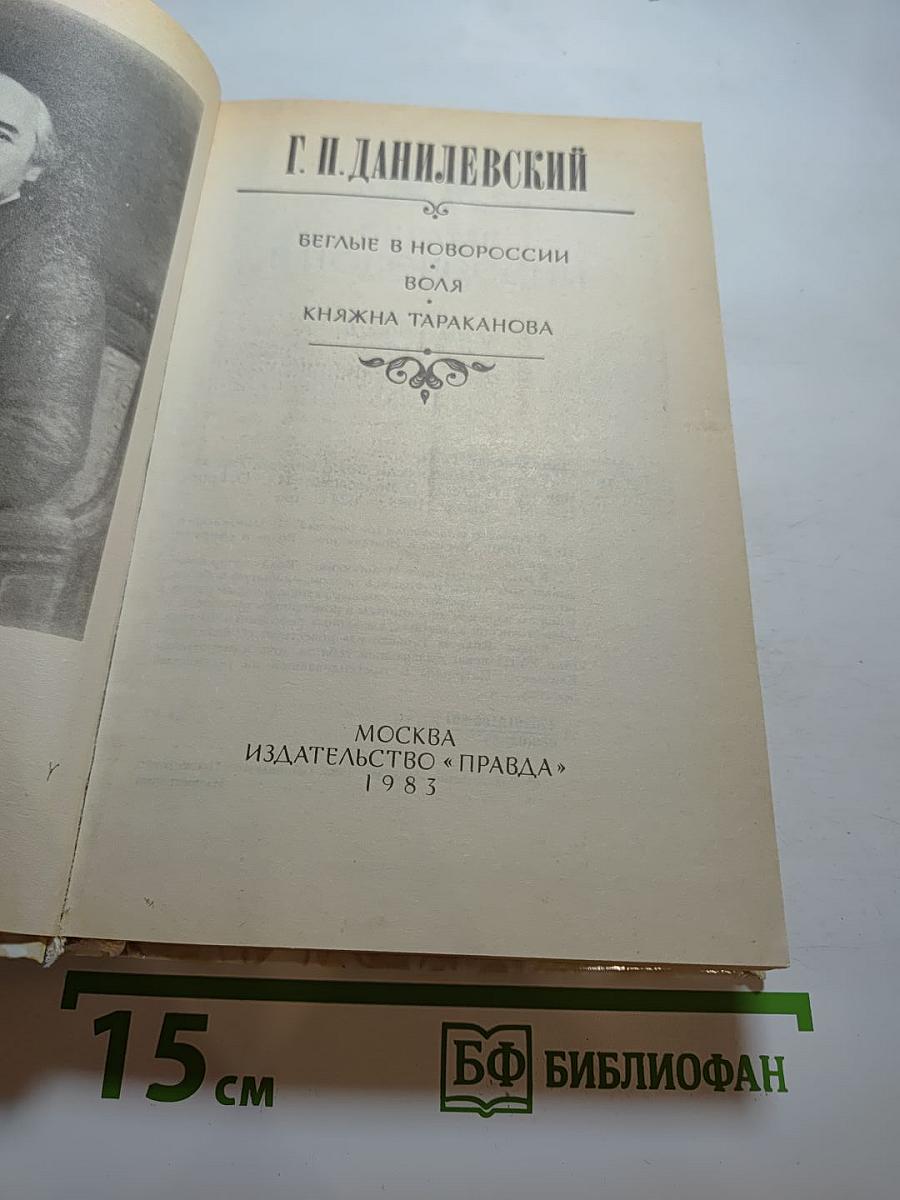 Г. П. ДАНИЛЕВСКИЙ
БЕГЛЫЕ В НОВОРОССИИ
•
ВОЛЯ
•
КНЯЖНА ТАРАКАНОВА
МОСКВА
ИЗДАТЕЛЬСТВО «ПРАВДА»
1983
15 см
БФ БИБЛИОФАН